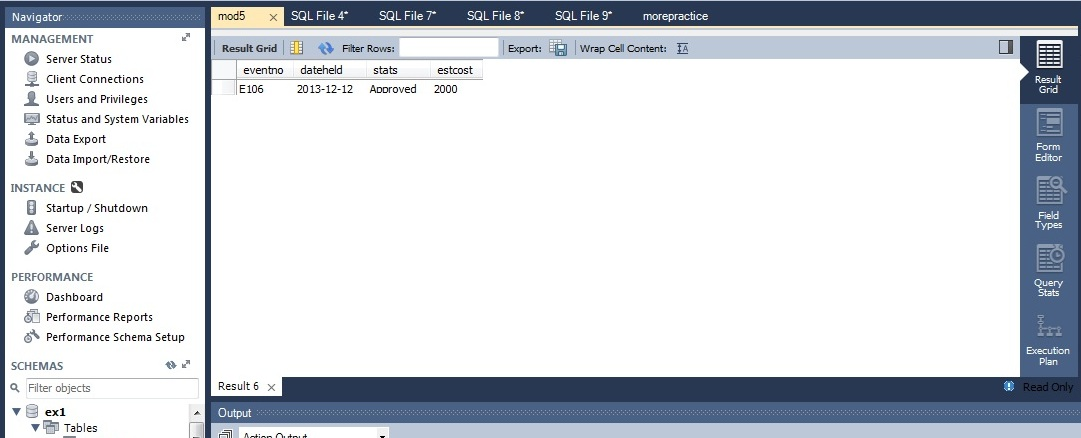 Navigator
MANAGEMENT
Server Status
Client Connections
Users and Privileges
Status and System Variables
Data Export
Data Import/Restore
INSTANCE
Startup / Shutdown
Server Logs
Options File
PERFORMANCE
Dashboard
Performance Reports
Performance Schema Setup
SCHEMAS
Filter objects
ex1
Tables
mod5 SQL File 4* SQL File 7* SQL File 8* SQL File 9* morepractice
Result Grid Filter Rows: Export: Wrap Cell Content: IA
eventno dateheld stats estcost
E106 2013-12-12 Approved 2000
Result
Grid
Form
Editor
Field
Types
Query
Stats
Execution
Plan
Result 6 Read Only
Output
Action Output